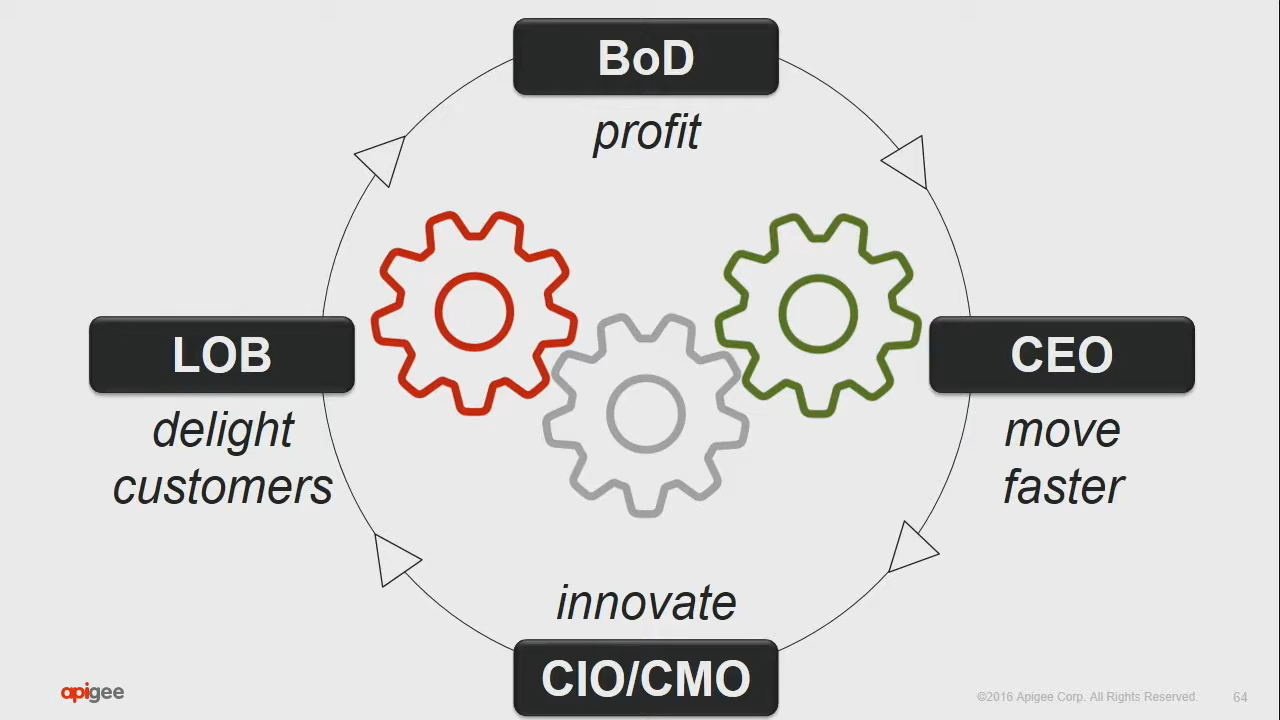 BoD
profit
LOB
delight
customers
CEO
move
faster
innovate
CIO/CMO
apigee
©2016 Apigee Corp. All Rights Reserved.
64